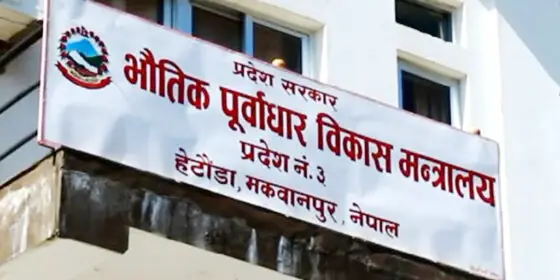 प्रदेश सरकार
भौतिक पूर्वाधार विकास मन्त्रालय
प्रदेश नं. ३
हेटौंडा, मकवानपुर, नेपाल